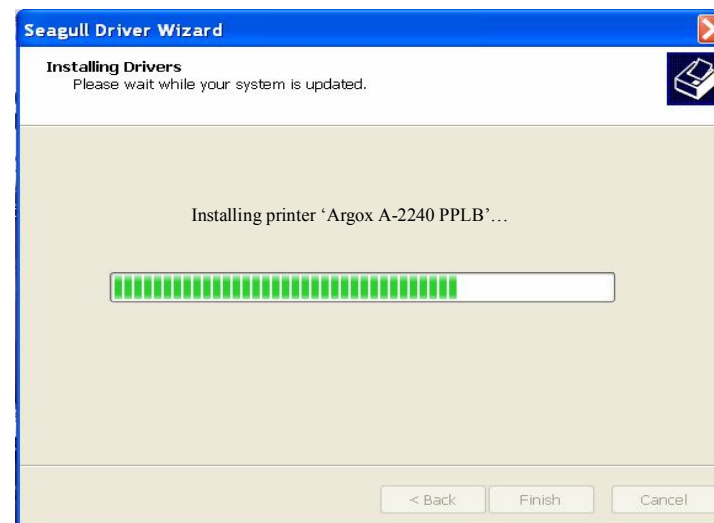 Seagull Driver Wizard
Installing Drivers
Please wait while your system is updated.
Installing printer ‘Argox A-2240 PPLB’…
< Back Finish Cancel